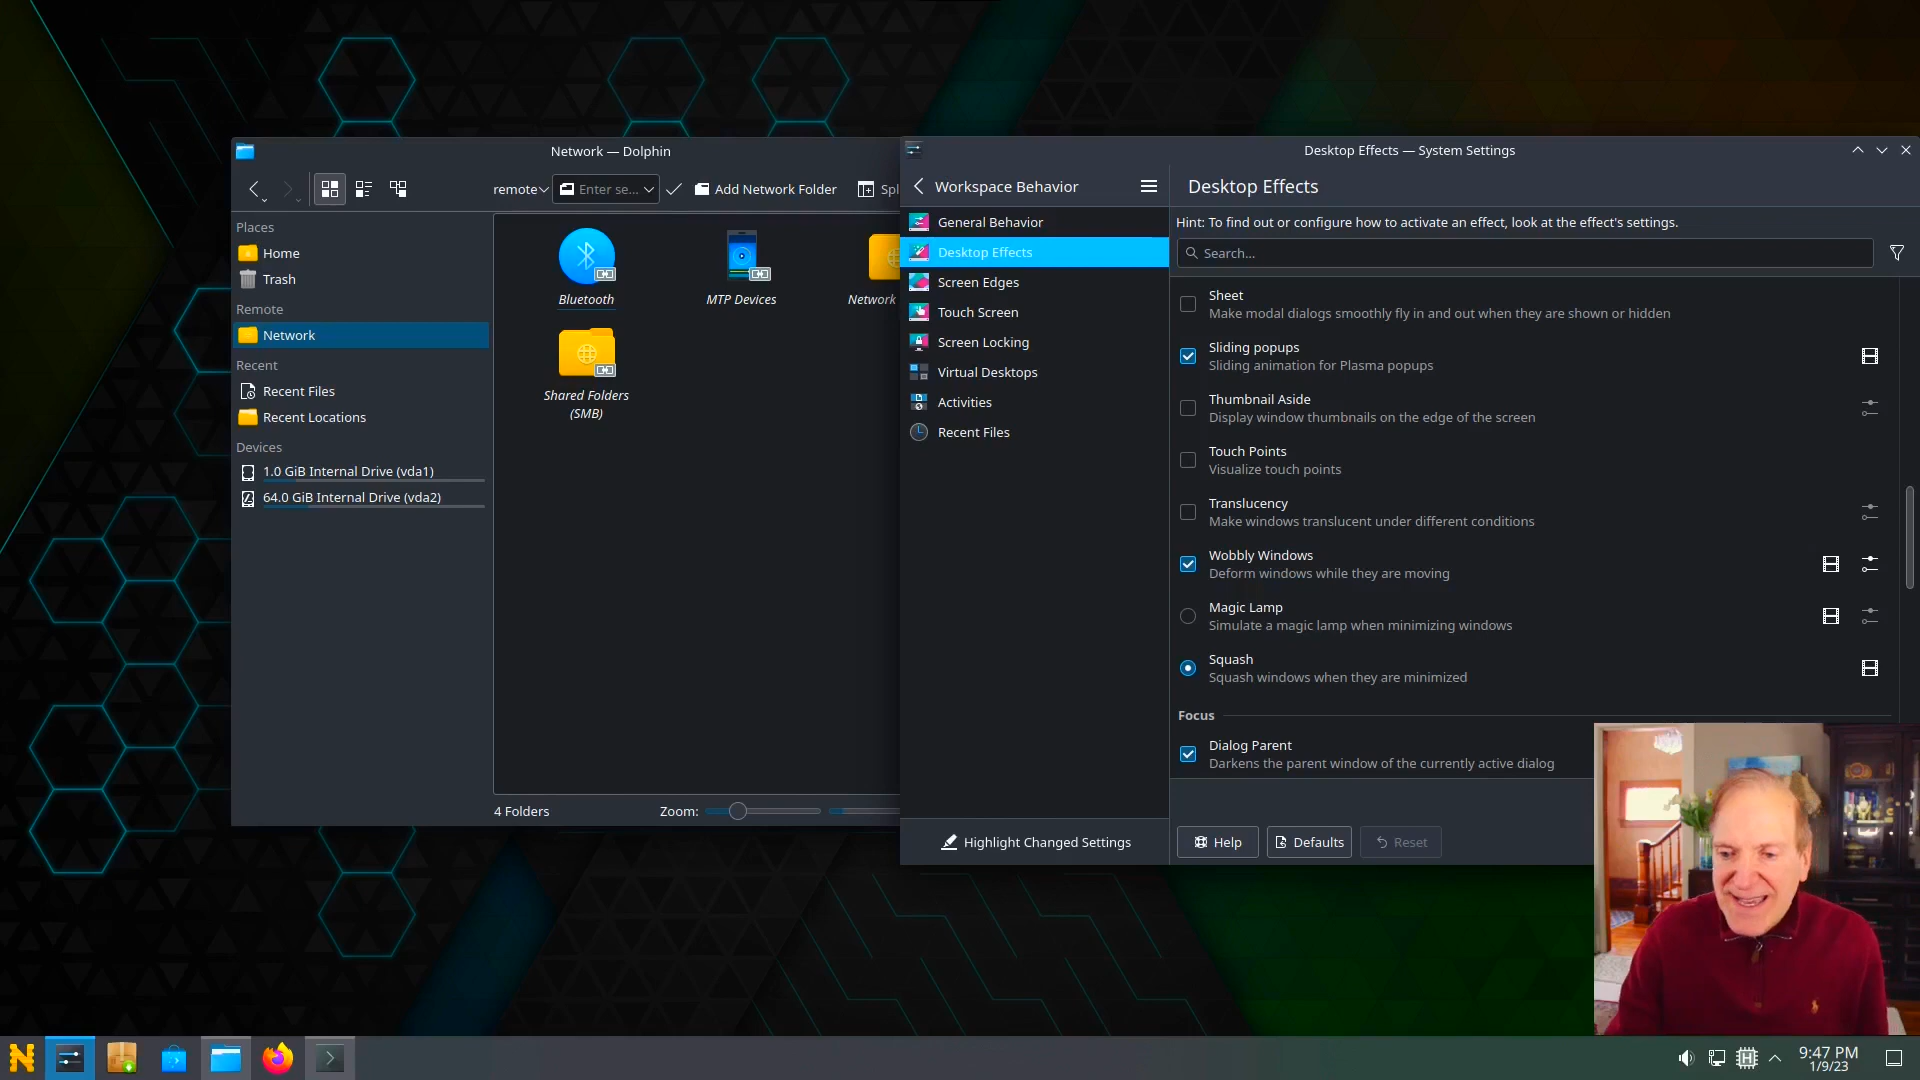 Network — Dolphin
remote
Enter se...
Add Network Folder
Spl
Places
Home
Trash
Remote
Network
Recent
Recent Files
Recent Locations
Devices
1.0 GiB Internal Drive (vda1)
64.0 GiB Internal Drive (vda2)
Bluetooth
MTP Devices
Network
Shared Folders
(SMB)
4 Folders
Zoom:
Desktop Effects — System Settings
Workspace Behavior
General Behavior
Desktop Effects
Screen Edges
Touch Screen
Screen Locking
Virtual Desktops
Activities
Recent Files
Highlight Changed Settings
Desktop Effects
Hint: To find out or configure how to activate an effect, look at the effect's settings.
Search...
Sheet
Make modal dialogs smoothly fly in and out when they are shown or hidden
Sliding popups
Sliding animation for Plasma popups
Thumbnail Aside
Display window thumbnails on the edge of the screen
Touch Points
Visualize touch points
Translucency
Make windows translucent under different conditions
Wobbly Windows
Deform windows while they are moving
Magic Lamp
Simulate a magic lamp when minimizing windows
Squash
Squash windows when they are minimized
Focus
Dialog Parent
Darkens the parent window of the currently active dialog
Help
Defaults
Reset
9:47 PM
1/9/23